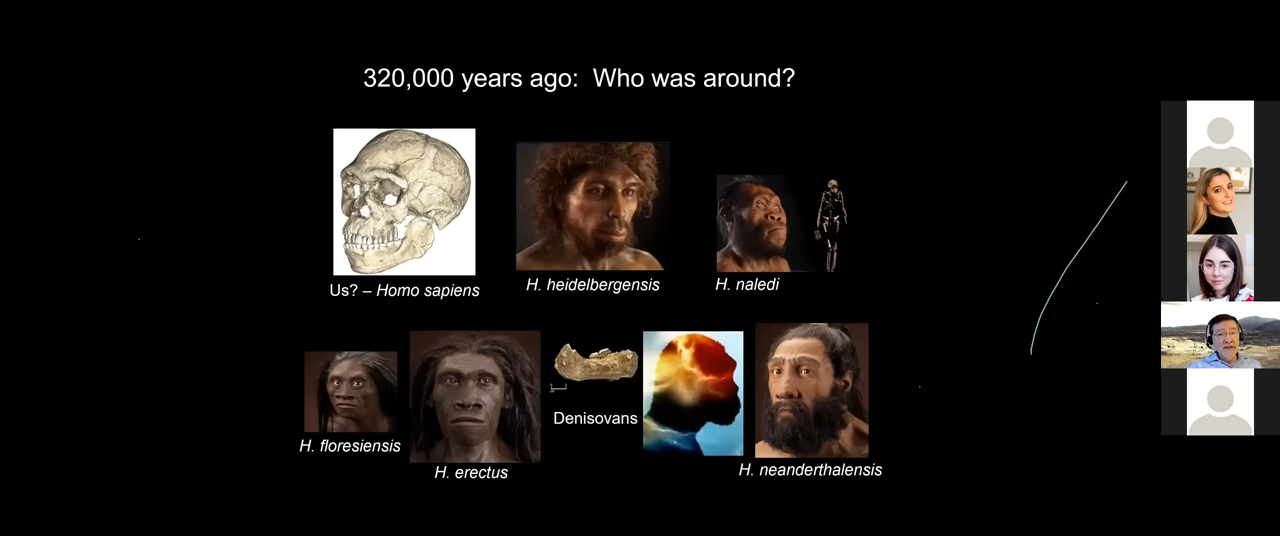 320,000 years ago:  Who was around?
Us? – Homo sapiens
H. heidelbergensis
H. naledi
H. floresiensis
H. erectus
Denisovans
H. neanderthalensis